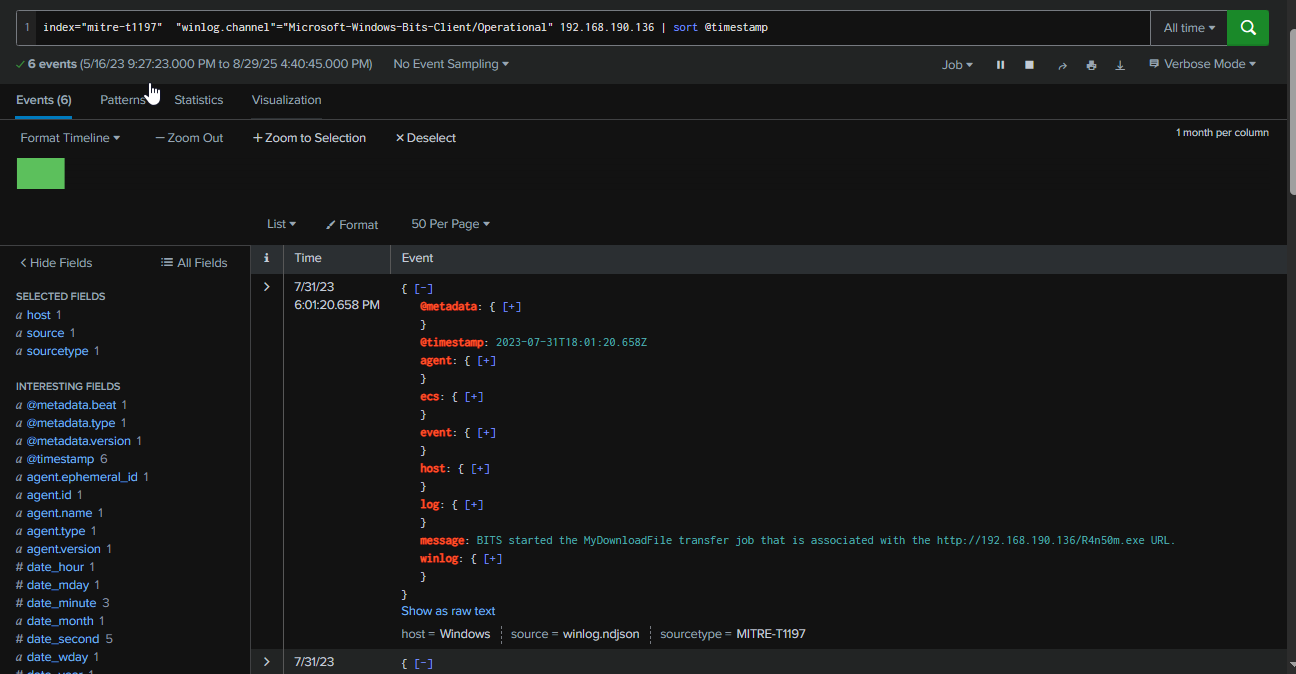 1 index="mitre-t1197" "winlog.channel"="Microsoft-Windows-Bits-Client/Operational" 192.168.190.136 | sort @timestamp All time
6 events (5/16/23 9:27:23.000 PM to 8/29/25 4:40:45.000 PM) No Event Sampling Job Verbose Mode
Events (6) Patterns Statistics Visualization
Format Timeline — Zoom Out + Zoom to Selection × Deselect 1 month per column
List Format 50 Per Page
Hide Fields All Fields
SELECTED FIELDS
a host 1
a source 1
a sourcetype 1
INTERESTING FIELDS
a @metadata.beat 1
a @metadata.type 1
a @metadata.version 1
a @timestamp 6
a agent.ephemeral_id 1
a agent.id 1
a agent.name 1
a agent.type 1
a agent.version 1
# date_hour 1
# date_mday 1
# date_minute 3
a date_month 1
# date_second 5
a date_wday 1
i Time Event
7/31/23
6:01:20.658 PM
{ [-]
@metadata: { [+]
}
@timestamp: 2023-07-31T18:01:20.658Z
agent: { [+]
}
ecs: { [+]
}
event: { [+]
}
host: { [+]
}
log: { [+]
}
message: BITS started the MyDownloadFile transfer job that is associated with the http://192.168.190.136/R4n50m.exe URL.
winlog: { [+]
}
}
Show as raw text
host = Windows source = winlog.ndjson sourcetype = MITRE-T1197
7/31/23 { [-]